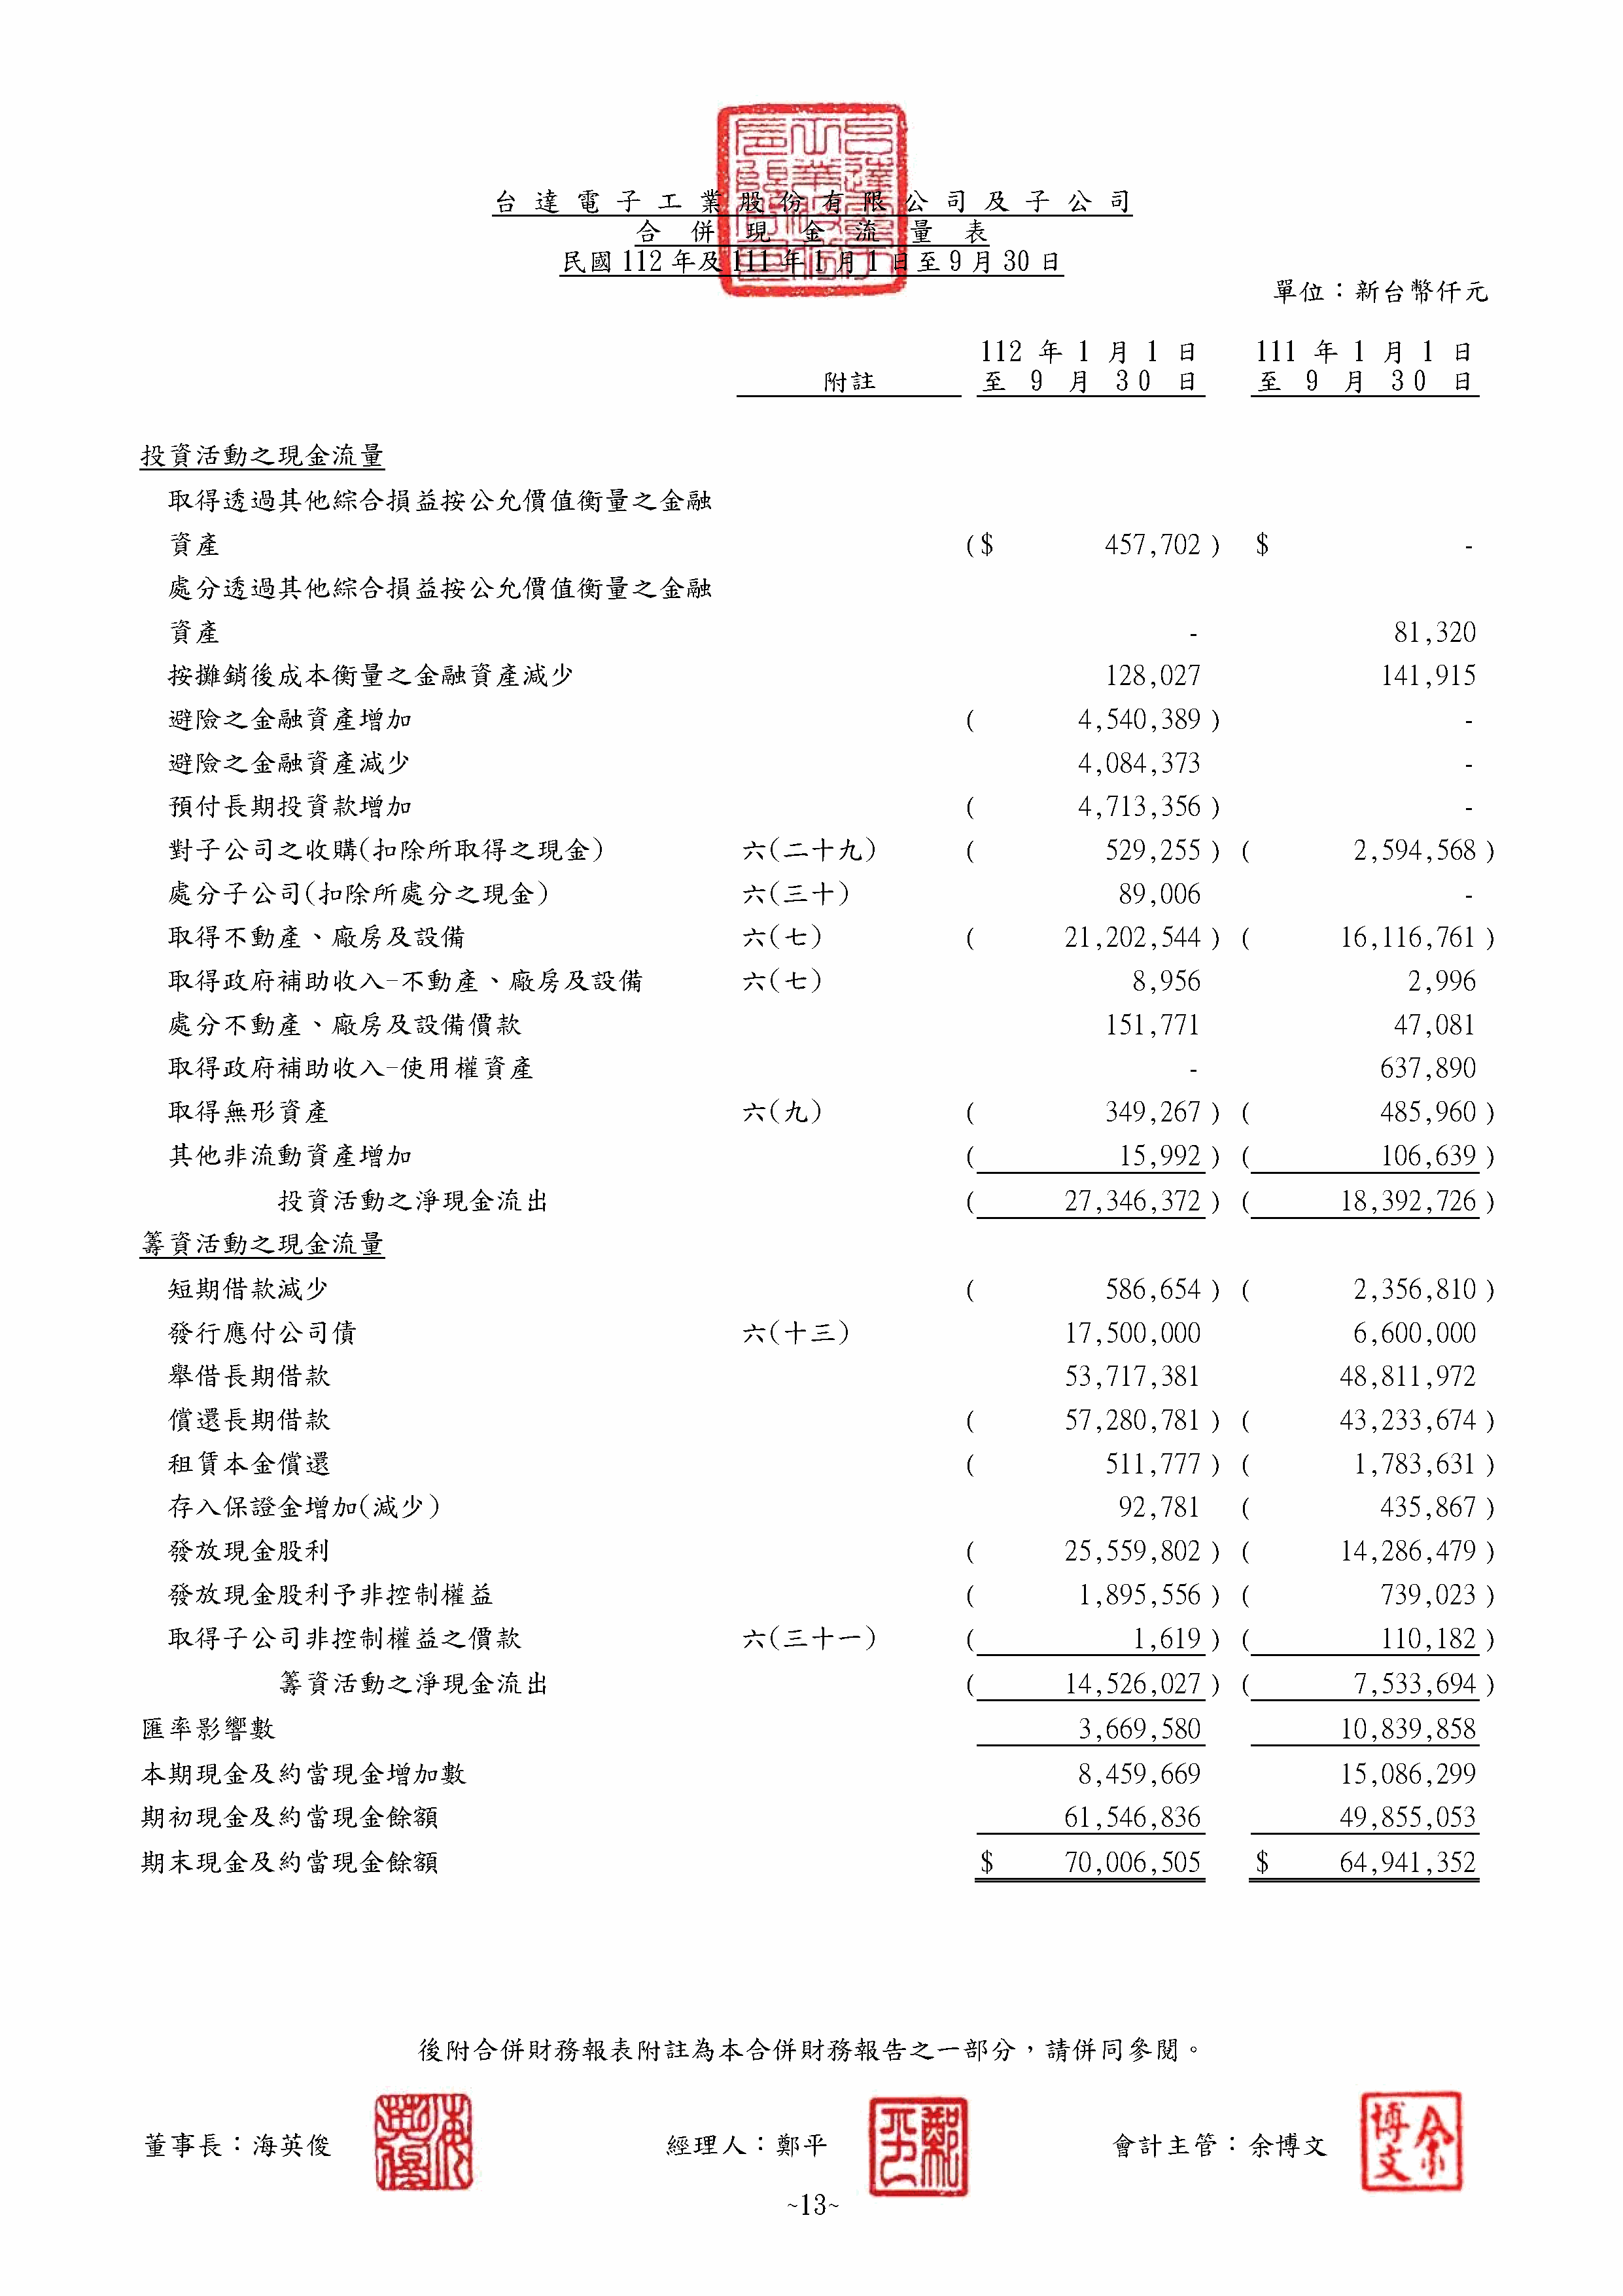 台達電子工業股份有限公司及子公司
合併現金流量表
民國 112 年及 111 年 1 月 1 日至 9 月 30 日
單位：新台幣仟元
112 年 1 月 1 日 111 年 1 月 1 日
附註 至 9 月 30 日 至 9 月 30 日
投資活動之現金流量
取得透過其他綜合損益按公允價值衡量之金融
資產 ($ 457,702 ) $ -
處分透過其他綜合損益按公允價值衡量之金融
資產 - 81,320
按攤銷後成本衡量之金融資產減少 128,027 141,915
避險之金融資產增加 ( 4,540,389 ) -
避險之金融資產減少 4,084,373 -
預付長期投資款增加 ( 4,713,356 ) -
對子公司之收購(扣除所取得之現金) 六(二十九) ( 529,255 ) ( 2,594,568 )
處分子公司(扣除所處分之現金) 六(三十) 89,006 -
取得不動產、廠房及設備 六(七) ( 21,202,544 ) ( 16,116,761 )
取得政府補助收入-不動產、廠房及設備 六(七) 8,956 2,996
處分不動產、廠房及設備價款 151,771 47,081
取得政府補助收入-使用權資產 - 637,890
取得無形資產 六(九) ( 349,267 ) ( 485,960 )
其他非流動資產增加 ( 15,992 ) ( 106,639 )
投資活動之淨現金流出 ( 27,346,372 ) ( 18,392,726 )
籌資活動之現金流量
短期借款減少 ( 586,654 ) ( 2,356,810 )
發行應付公司債 六(十三) 17,500,000 6,600,000
舉借長期借款 53,717,381 48,811,972
償還長期借款 ( 57,280,781 ) ( 43,233,674 )
租賃本金償還 ( 511,777 ) ( 1,783,631 )
存入保證金增加(減少) 92,781 ( 435,867 )
發放現金股利 ( 25,559,802 ) ( 14,286,479 )
發放現金股利予非控制權益 ( 1,895,556 ) ( 739,023 )
取得子公司非控制權益之價款 六(三十一) ( 1,619 ) ( 110,182 )
籌資活動之淨現金流出 ( 14,526,027 ) ( 7,533,694 )
匯率影響數 3,669,580 10,839,858
本期現金及約當現金增加數 8,459,669 15,086,299
期初現金及約當現金餘額 61,546,836 49,855,053
期末現金及約當現金餘額 $ 70,006,505 $ 64,941,352
後附合併財務報表附註為本合併財務報告之一部分，請併同參閱。
董事長：海英俊 經理人：鄭平 會計主管：余博文
~13~